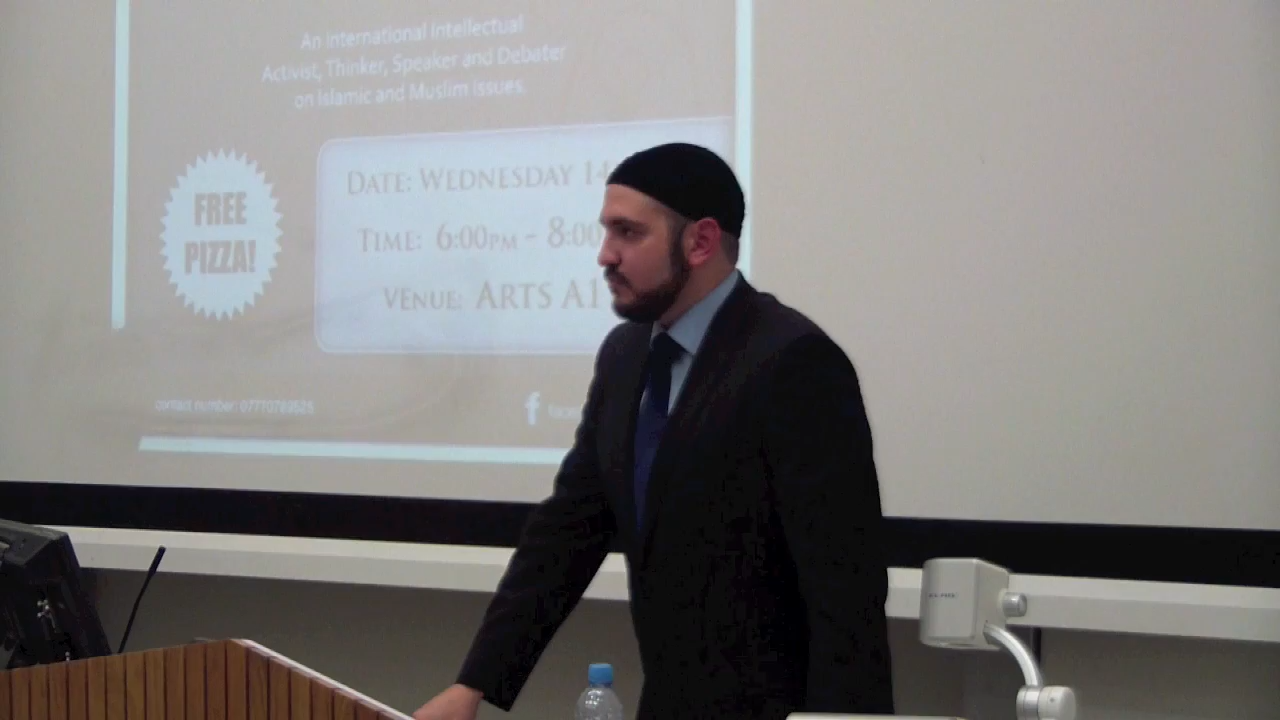 An International Intellectual
Activist, Thinker, Speaker and Debater
on Islamic and Muslim Issues.
FREE
PIZZA!
DATE: WEDNESDAY 14
TIME: 6:00PM - 8:00
VENUE: ARTS A1
contact number: 07770789626
f